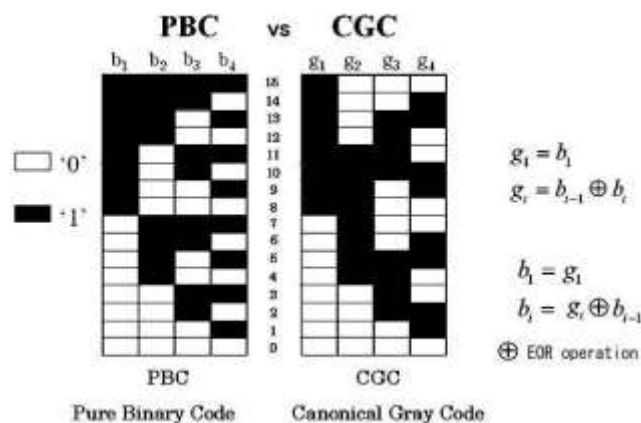 PBC vs CGC
b₁ b₂ b₃ b₄ g₁ g₂ g₃ g₄
15
14
13
12
11
10
9
8
7
6
5
4
3
2
1
0
'0'
'1'
g₁ = b₁
gᵢ = bᵢ₋₁ ⊕ bᵢ
b₁ = g₁
bᵢ = gᵢ ⊕ bᵢ₋₁
⊕ EOR operation
PBC CGC
Pure Binary Code Canonical Gray Code